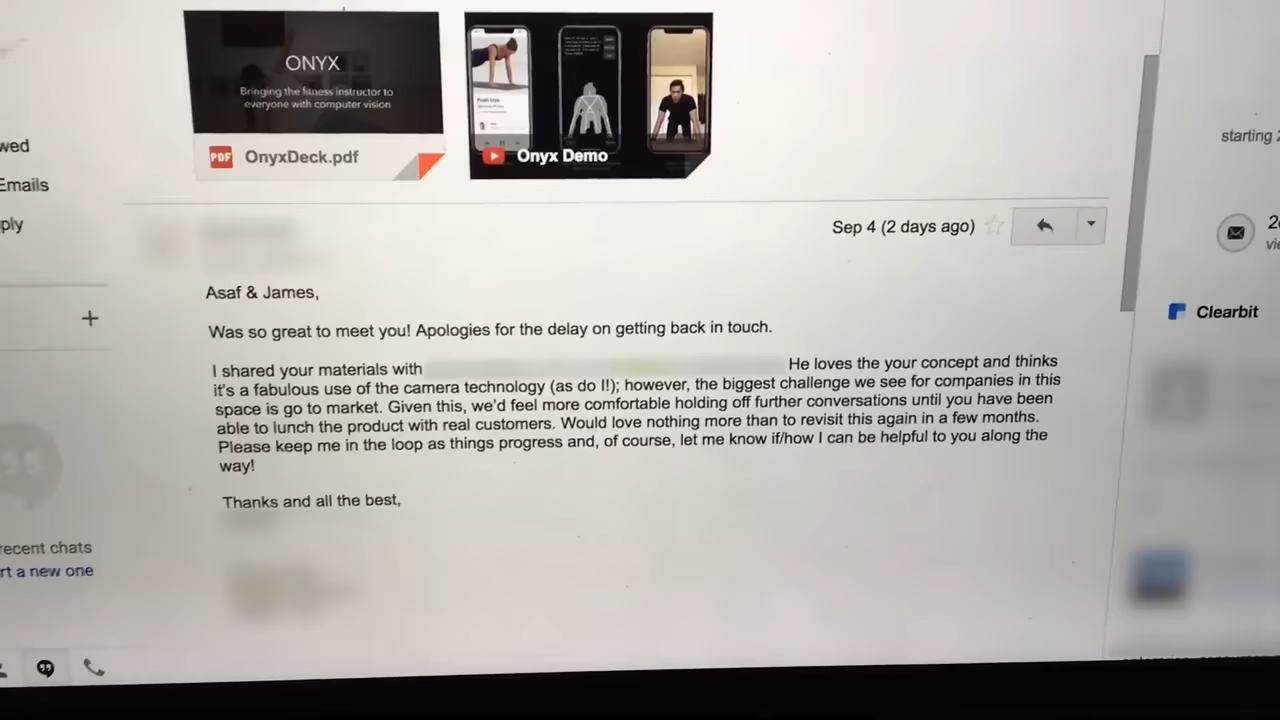 ONYX
Bringing the fitness instructor to
everyone with computer vision
PDF OnyxDeck.pdf
Push Ups
Onyx Demo
wed
Emails
ply
starting
Sep 4 (2 days ago)
Asaf & James,
Was so great to meet you! Apologies for the delay on getting back in touch.
I shared your materials with He loves the your concept and thinks
it's a fabulous use of the camera technology (as do I!); however, the biggest challenge we see for companies in this
space is go to market. Given this, we'd feel more comfortable holding off further conversations until you have been
able to lunch the product with real customers. Would love nothing more than to revisit this again in a few months.
Please keep me in the loop as things progress and, of course, let me know if/how I can be helpful to you along the
way!
Thanks and all the best,
Clearbit
recent chats
rt a new one